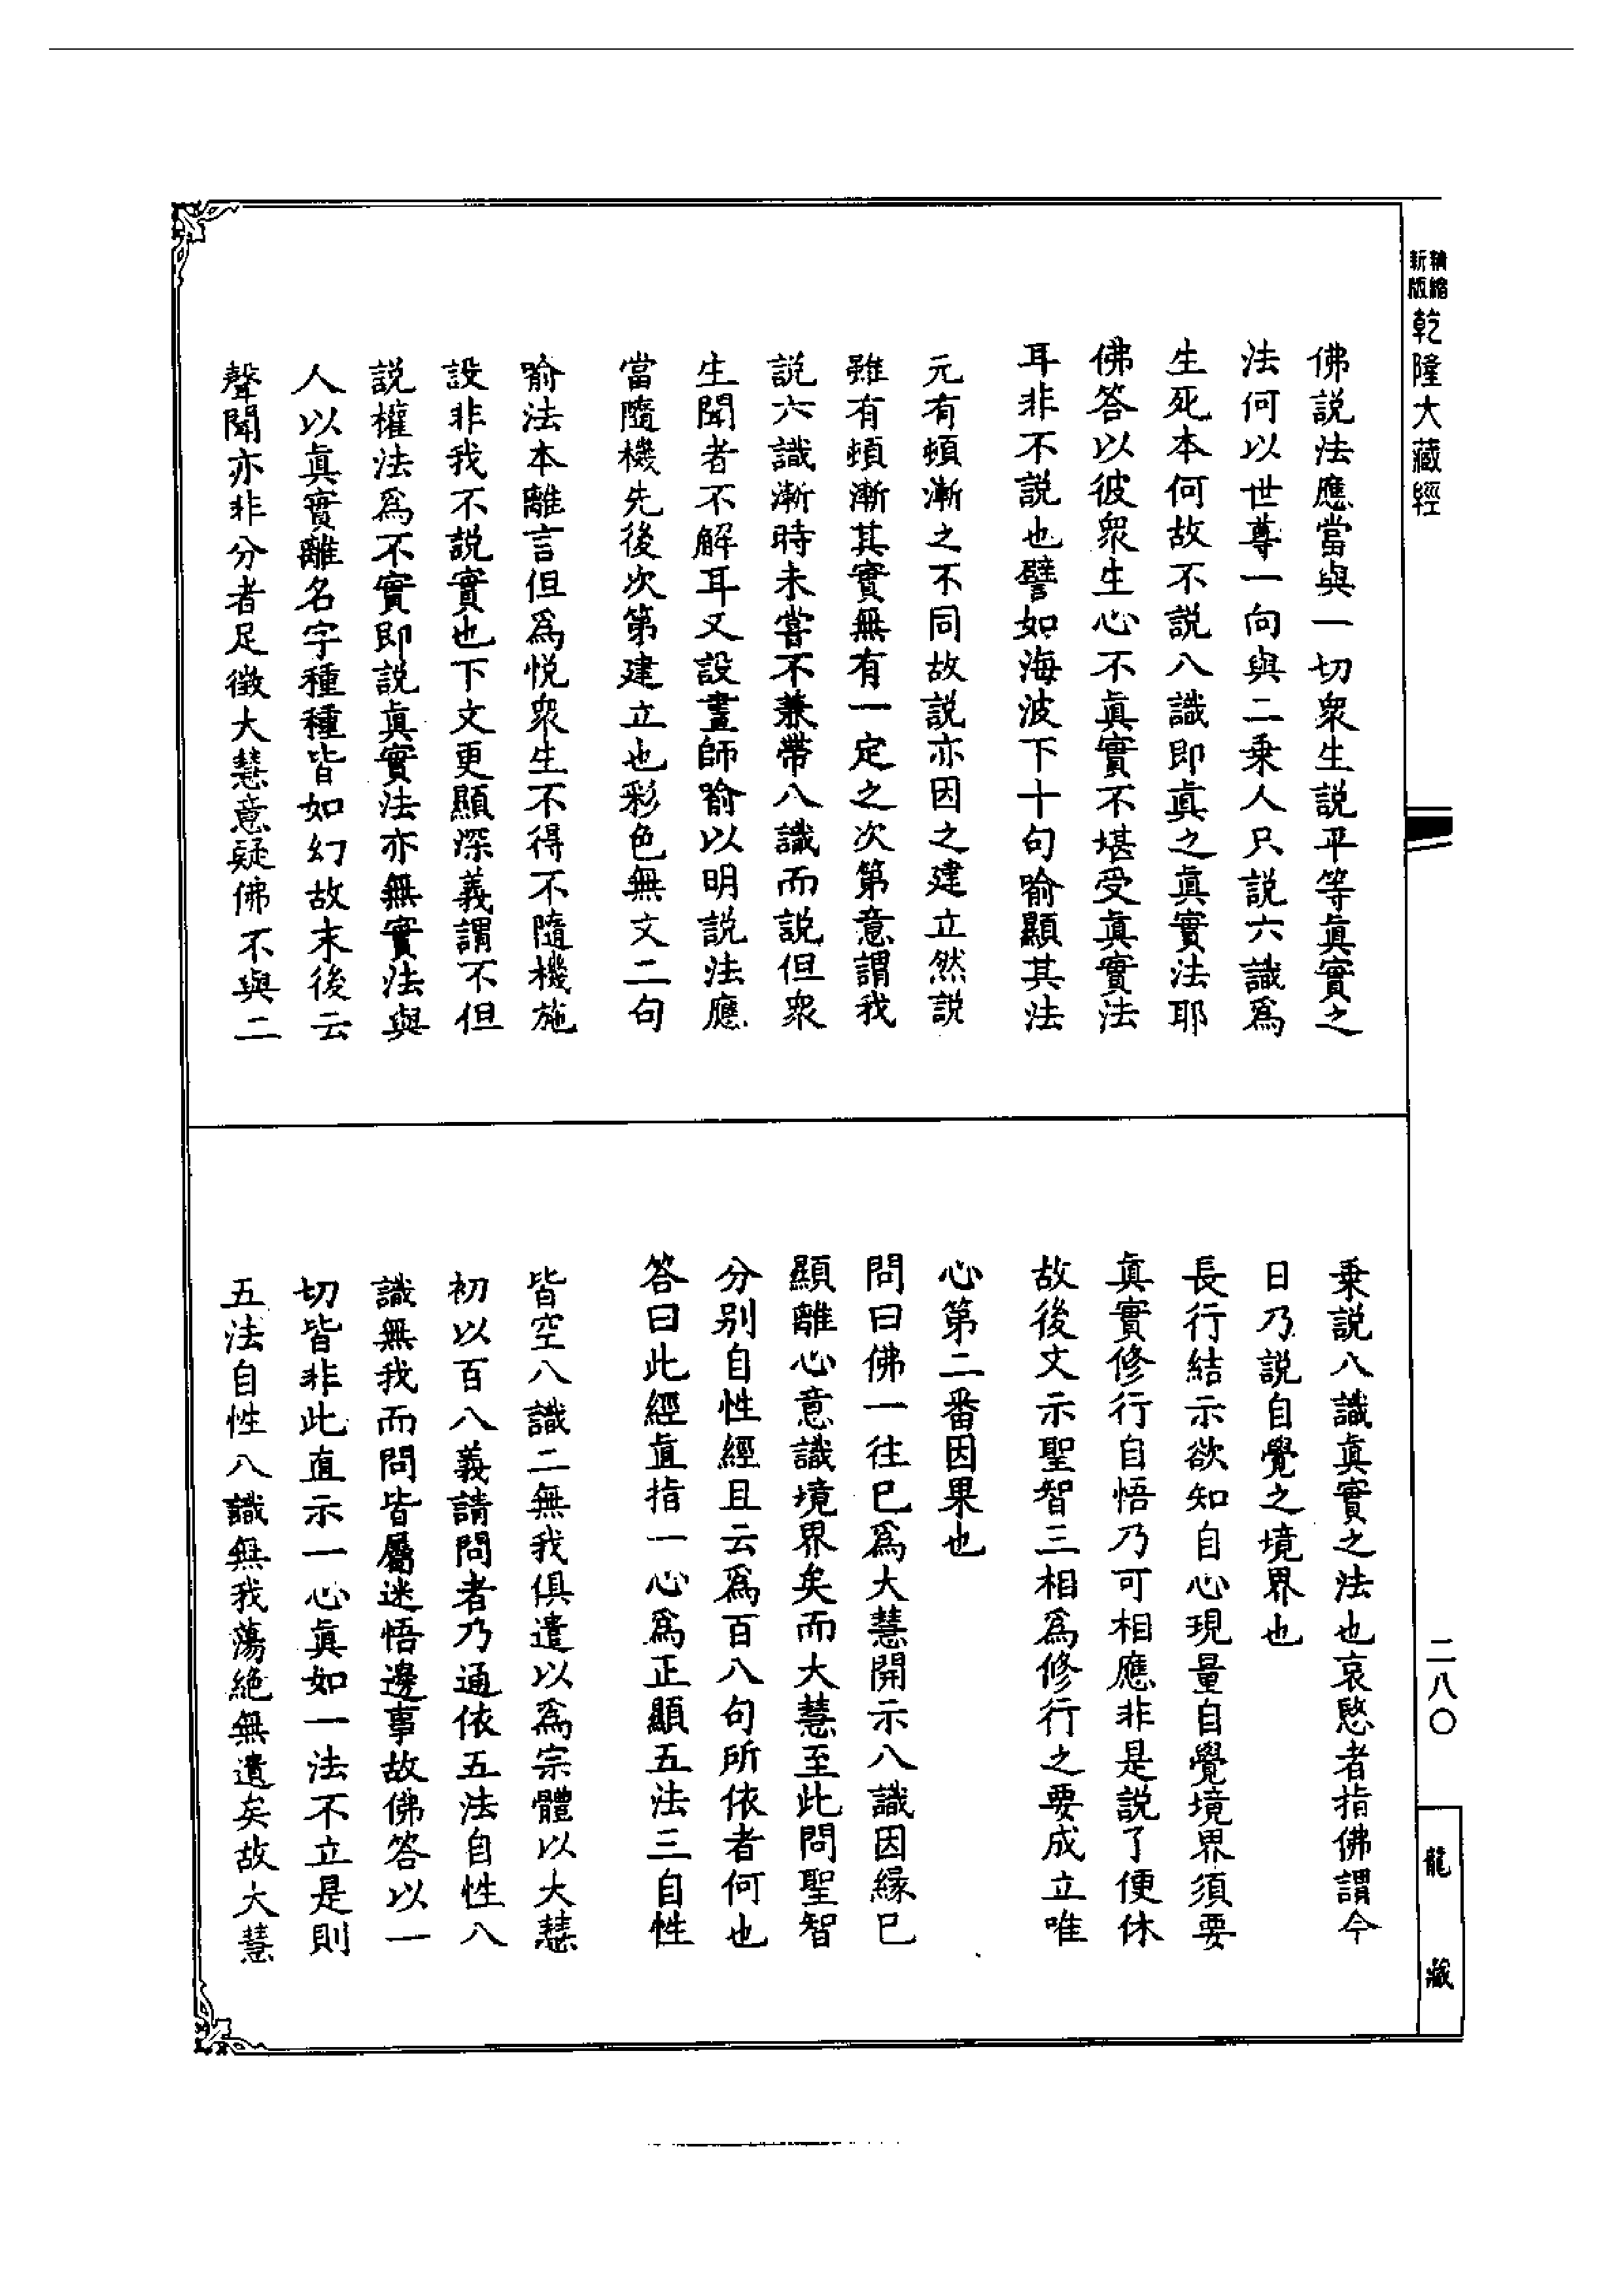 精縮
新版
乾隆大藏經
佛説法應當與一切衆生説平等眞實之
法何以世尊一向與二乗人只説六識爲
生死本何故不説八識即眞之眞實法耶
佛答以彼衆生心不眞實不堪受眞實法
耳非不説也譬如海波下十句喻顯其法
元有頓漸之不同故説亦因之建立然説
雖有頓漸其實無有一定之次第意謂我
説六識漸時未嘗不兼帶八識而説但衆
生聞者不解耳又設畫師喻以明説法應
當隨機先後次第建立也彩色無文二句
喻法本離言但爲悦衆生不得不隨機施
設非我不説實也下文更顯深義謂不但
説權法爲不實即説眞實法亦無實法與
人以眞實離名字種種皆如幻故末後云
聲聞亦非分者足徴大慧意疑佛不與二
乗説八識眞實之法也哀愍者指佛謂今
日乃説自覺之境界也
長行結示欲知自心現量自覺境界須要
眞實修行自悟乃可相應非是説了便休
故後文示聖智三相爲修行之要成立唯
心第二番因果也
問曰佛一往已爲大慧開示八識因緣已
顯離心意識境界矣而大慧至此問聖智
分别自性經且云爲百八句所依者何也
答曰此經直指一心爲正顯五法三自性
皆空八識二無我俱遣以爲宗體以大慧
初以百八義請問者乃通依五法自性八
識無我而問皆屬迷悟邊事故佛答以一
切皆非此直示一心眞如一法不立是則
五法自性八識無我蕩絶無遺矣故大慧
二八〇
龍藏